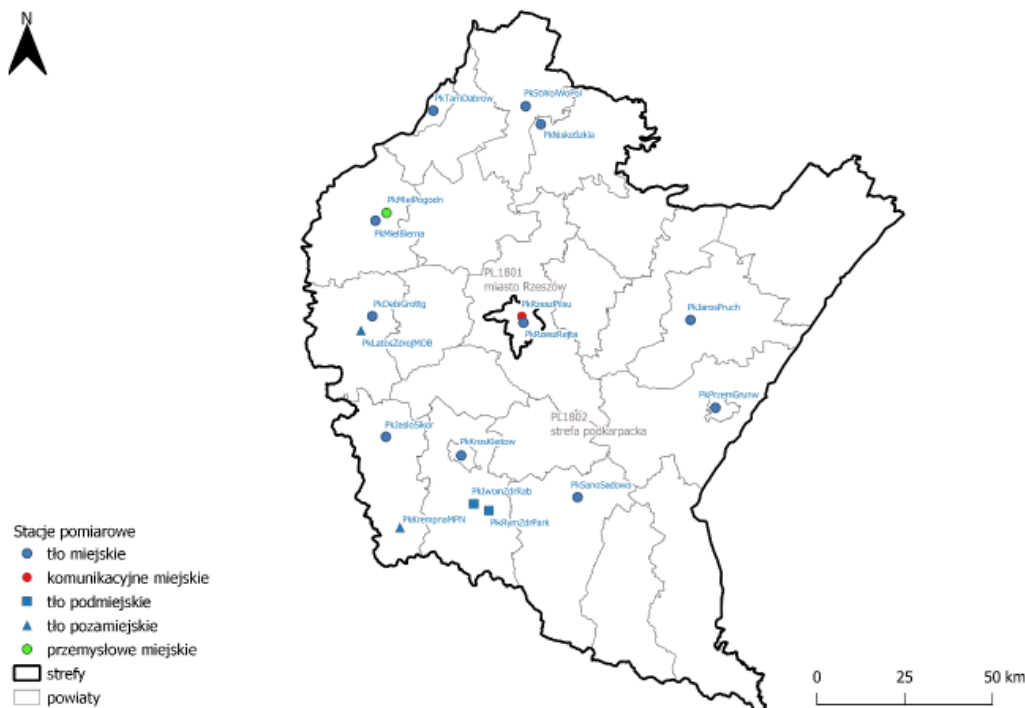 N
PkTarnDabrow
PkStWolWoPol
PkNiskoSzkla
PkMielPogodn
PkMielBierna
PL1801
miasto Rzeszów
PkRzeszPilsu
PkRzeszRejta
PkDebiGrottg
PkLatosZdrojMOB
PkJarosPruch
PkPrzemGrunw
PL1802
strefa podkarpacka
PkJasloSikor
PkKrosKletow
PkIwonZdrRab
PkRymZdrPark
PkSanoSadowa
PkKrempnaMPN
Stacje pomiarowe
tło miejskie
komunikacyjne miejskie
tło podmiejskie
tło pozamiejskie
przemysłowe miejskie
strefy
powiaty
0 25 50 km